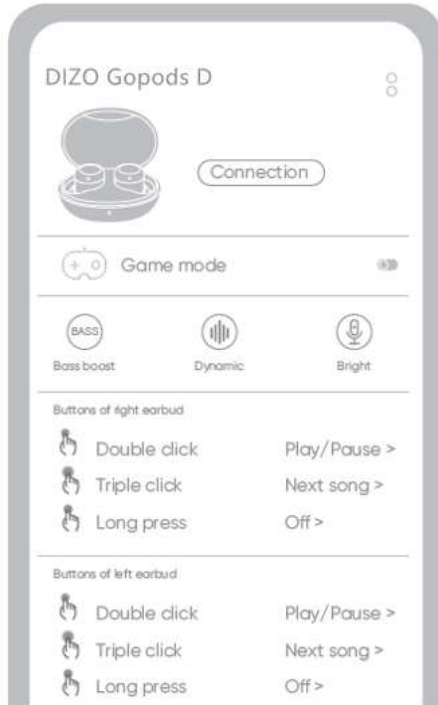 DIZO Gopods D
Connection
Game mode
BASS
Bass boost Dynamic Bright
Buttons of right earbud
Double click Play/Pause >
Triple click Next song >
Long press Off >
Buttons of left earbud
Double click Play/Pause >
Triple click Next song >
Long press Off >